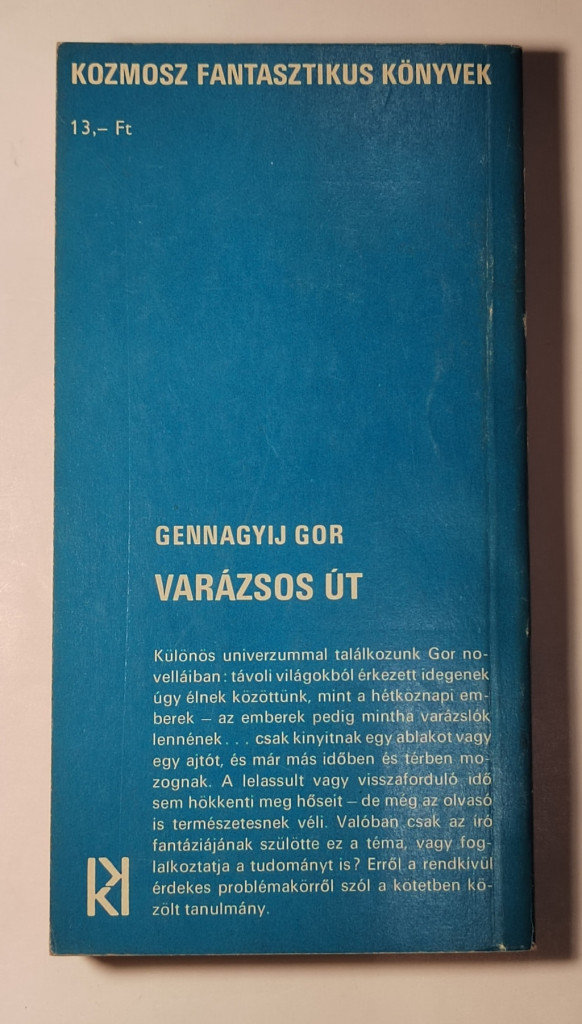 KOZMOSZ FANTASZTIKUS KÖNYVEK
13,– Ft
GENNAGYIJ GOR
VARÁZSOS ÚT
Különös univerzummal találkozunk Gor no-
velláiban: távoli világokból érkezett idegenek
úgy élnek közöttünk, mint a hétköznapi em-
berek – az emberek pedig mintha varázslók
lennének... csak kinyitnak egy ablakot vagy
egy ajtót, és már más időben és térben mo-
zognak. A lelassult vagy visszaforduló idő
sem hökkenti meg hőseit – de még az olvasó
is természetesnek véli. Valóban csak az író
fantáziájának szülötte ez a téma, vagy fog-
lalkoztatja a tudományt is? Erről a rendkívül
érdekes problémakörről szól a kötetben kö-
zölt tanulmány.